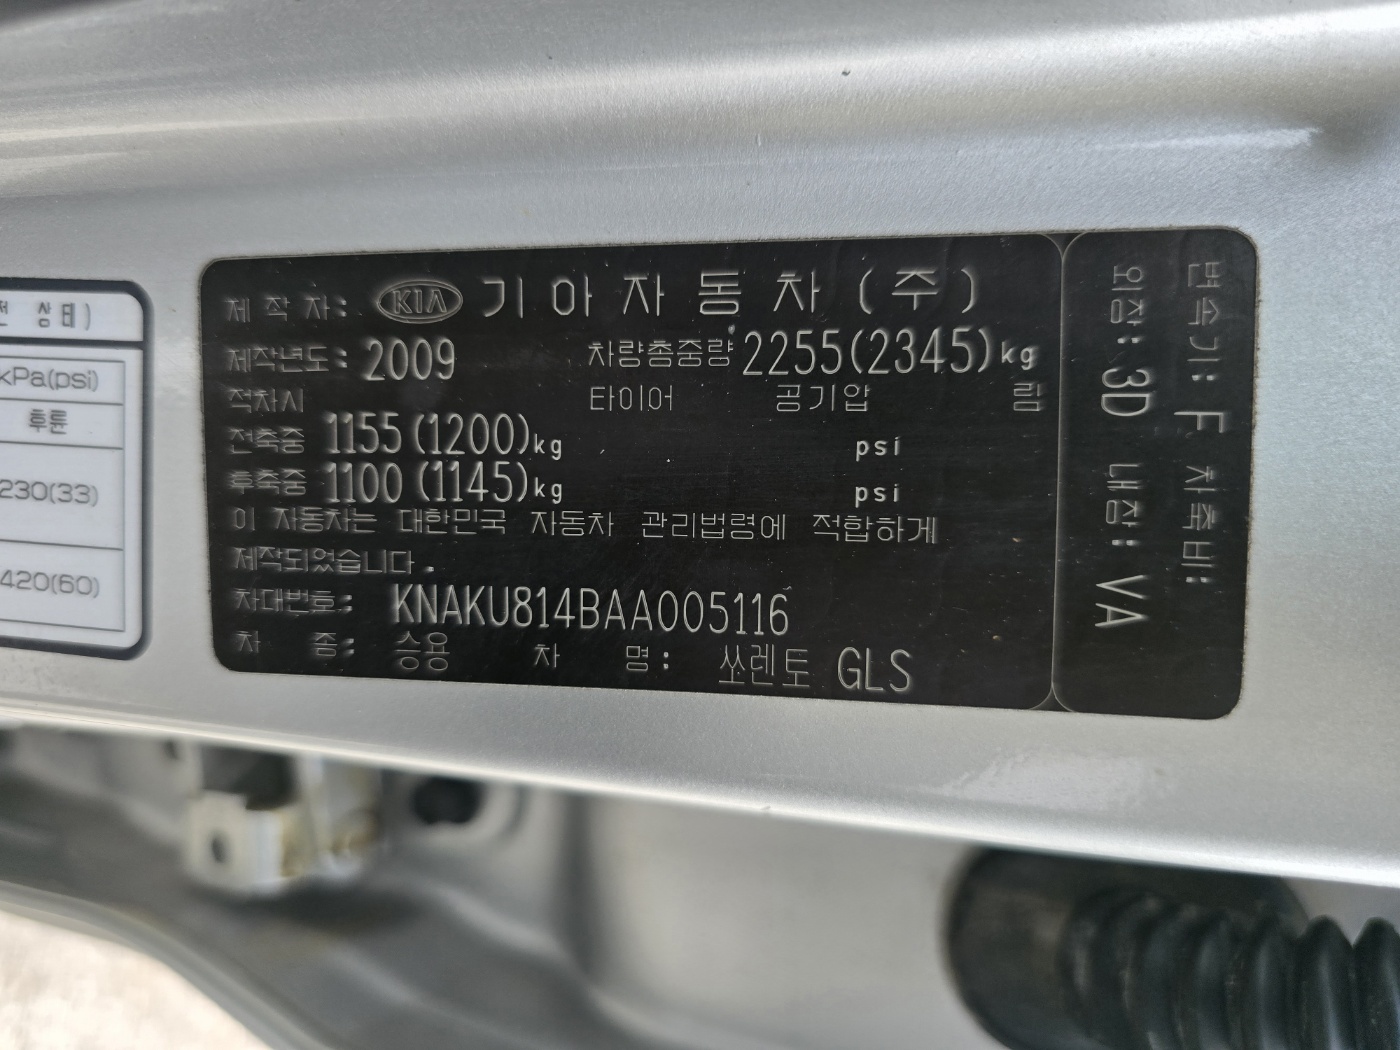 상태)
kPa(psi)
후륜
230(33)
420(60)
제작자: KIA 기아자동차(주)
제작년도: 2009 차량총중량 2255(2345)kg
적차시 타이어 공기압 림
전축중 1155(1200)kg psi
후축중 1100(1145)kg psi
이 자동차는 대한민국 자동차 관리법령에 적합하게
제작되었습니다.
차대번호: KNAKU814BAA005116
차 종: 승용 차 명: 쏘렌토 GLS
변속기: F 차축비:
외장: 3D 내장: VA